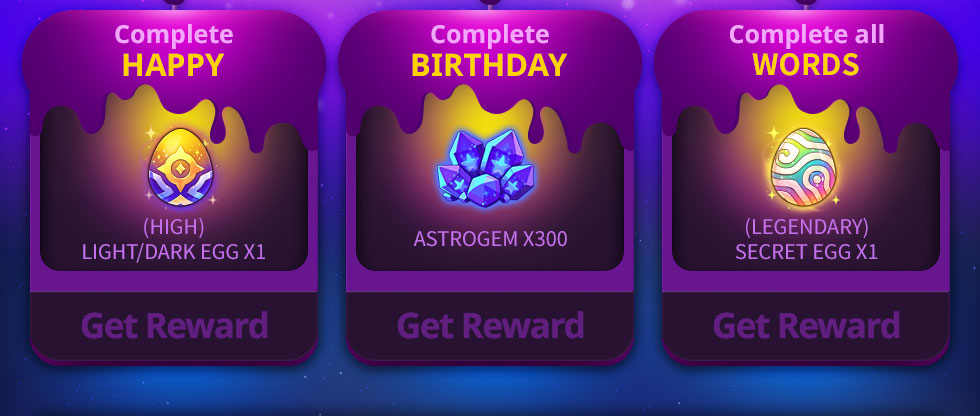 Complete
HAPPY
(HIGH)
LIGHT/DARK EGG X1
Get Reward
Complete
BIRTHDAY
ASTROGEM X300
Get Reward
Complete all
WORDS
(LEGENDARY)
SECRET EGG X1
Get Reward